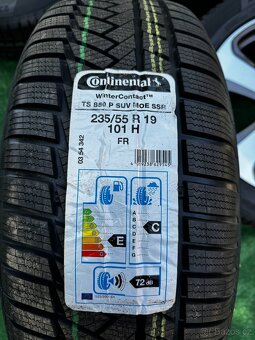 Continental
WinterContact™
TS 850 P SUV MOE SSR
235/55 R 19
101 H
FR
03 54 342
E
C
72 dB